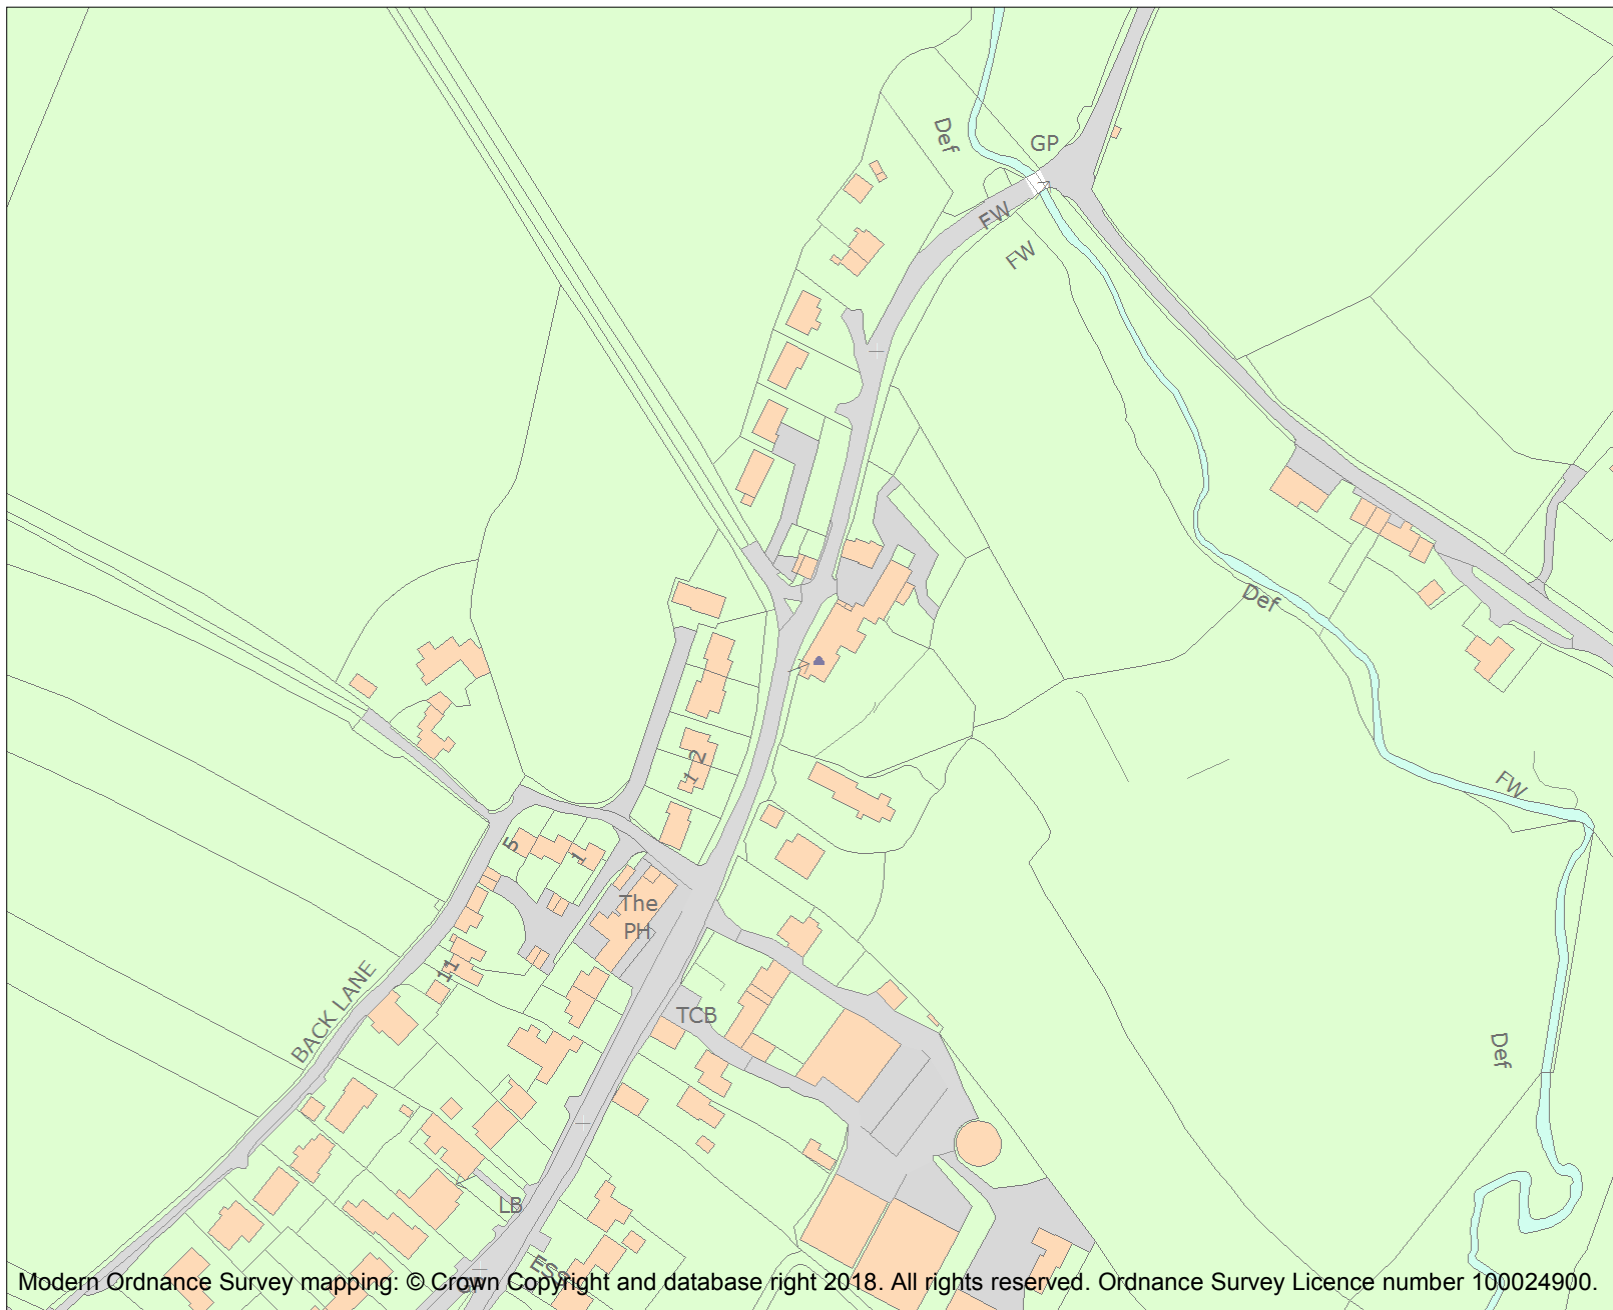 Def
GP
FW
FW
Def
2
1
FW
5
1
The
PH
11
BACK LANE
TCB
Def
LB
ESS
Modern Ordnance Survey mapping: © Crown Copyright and database right 2018. All rights reserved. Ordnance Survey Licence number 100024900.